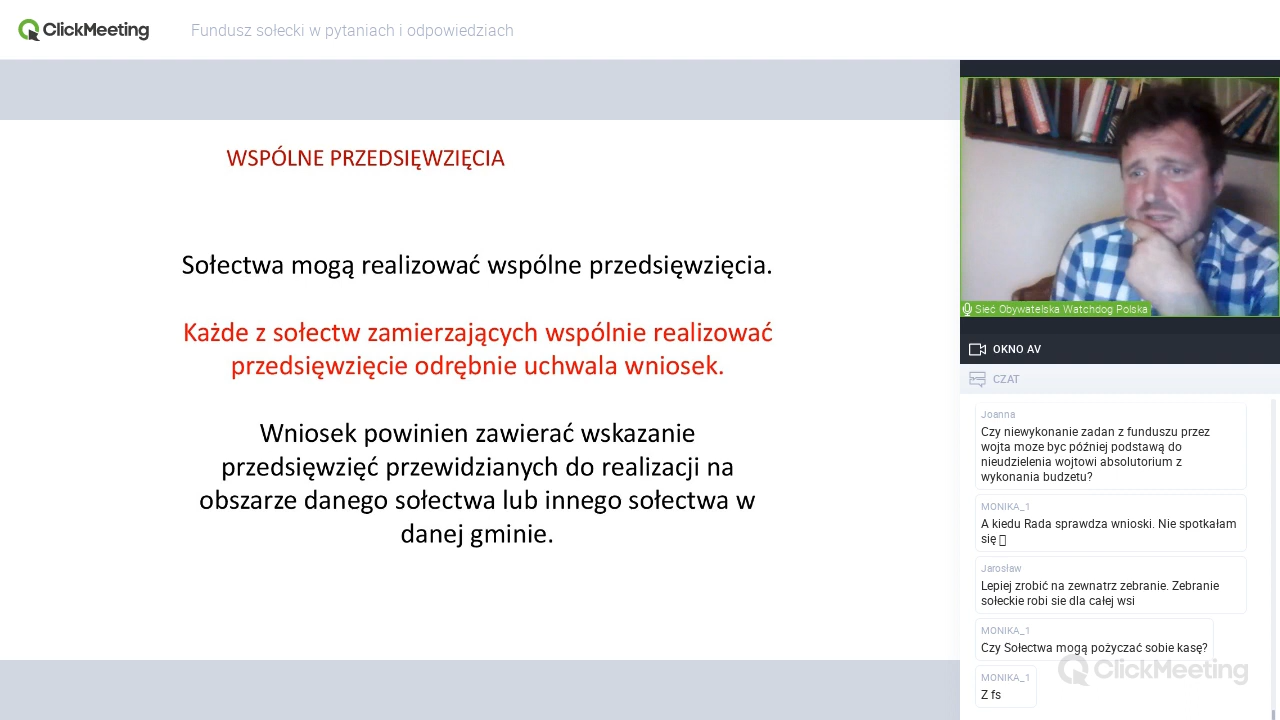 ClickMeeting
Fundusz sołecki w pytaniach i odpowiedziach
WSPÓLNE PRZEDSIĘWZIĘCIA
Sołectwa mogą realizować wspólne przedsięwzięcia.
Każde z sołectw zamierzających wspólnie realizować
przedsięwzięcie odrębnie uchwala wniosek.
Wniosek powinien zawierać wskazanie
przedsięwzięć przewidzianych do realizacji na
obszarze danego sołectwa lub innego sołectwa w
danej gminie.
Sieć Obywatelska Watchdog Polska
OKNO AV
CZAT
Joanna
Czy niewykonanie zadan z funduszu przez
wojta moze byc później podstawą do
nieudzielenia wojtowi absolutorium z
wykonania budzetu?
MONIKA_1
A kiedu Rada sprawdza wnioski. Nie spotkałam
się
Jarosław
Lepiej zrobić na zewnatrz zebranie. Zebranie
sołeckie robi sie dla całej wsi
MONIKA_1
Czy Sołectwa mogą pożyczać sobie kasę?
MONIKA_1
Z fs
ClickMeeting